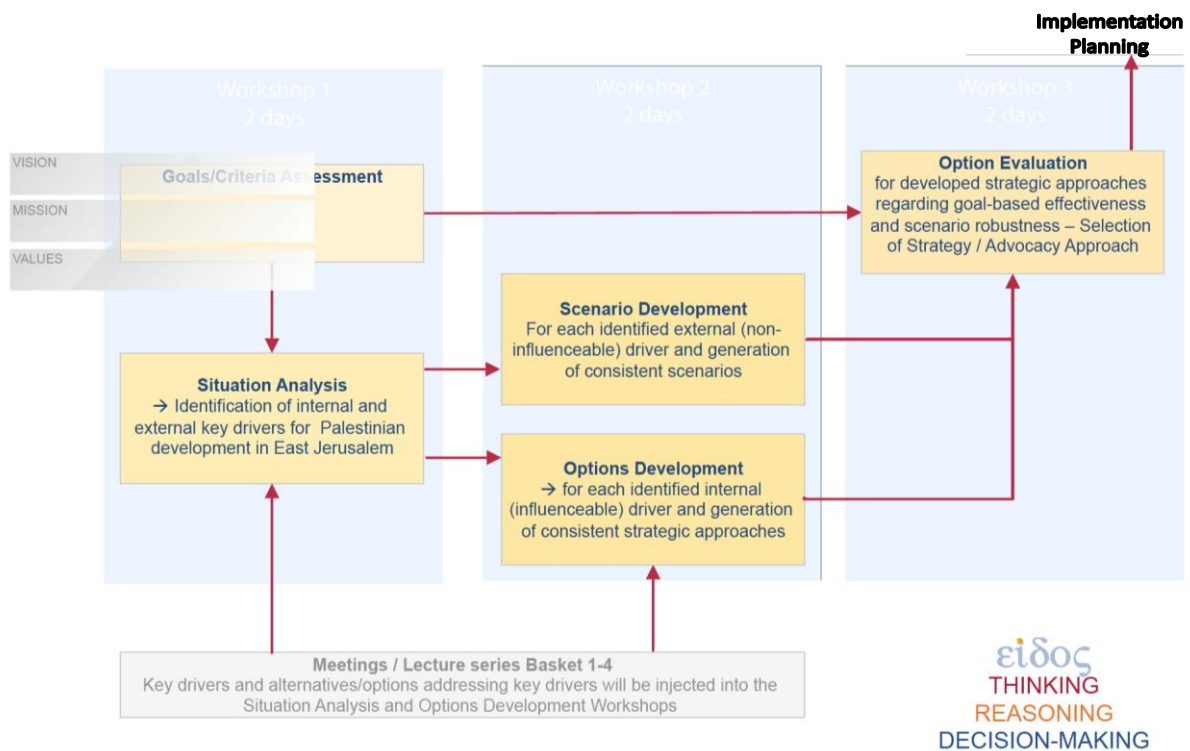 Implementation
Planning
Workshop 1
2 days
Workshop 2
2 days
Workshop 3
2 days
VISION
MISSION
VALUES
Goals/Criteria Assessment
Option Evaluation
for developed strategic approaches
regarding goal-based effectiveness
and scenario robustness – Selection
of Strategy / Advocacy Approach
Scenario Development
For each identified external (non-
influenceable) driver and generation
of consistent scenarios
Situation Analysis
→ Identification of internal and
external key drivers for Palestinian
development in East Jerusalem
Options Development
→ for each identified internal
(influenceable) driver and generation
of consistent strategic approaches
Meetings / Lecture series Basket 1-4
Key drivers and alternatives/options addressing key drivers will be injected into the
Situation Analysis and Options Development Workshops
εἶδος
THINKING
REASONING
DECISION-MAKING